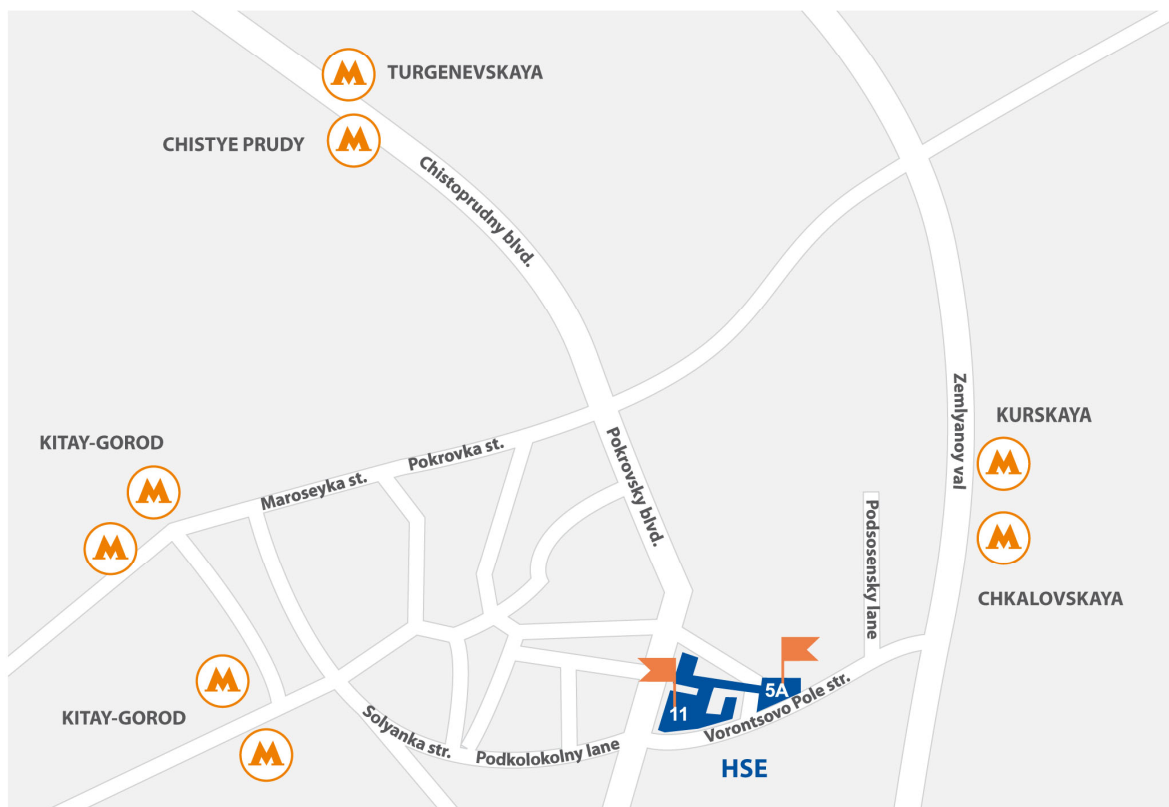 TURGENEVSKAYA
CHISTYE PRUDY
Chistoprudny blvd.
Zemlyanoy val
KURSKAYA
KITAY-GOROD
Pokrovka st.
Pokrovsky blvd.
Maroseyka st.
Podsosensky lane
CHKALOVSKAYA
KITAY-GOROD
5A
11
Vorontsovo Pole str.
Solyanka str.
Podkolokolny lane
HSE